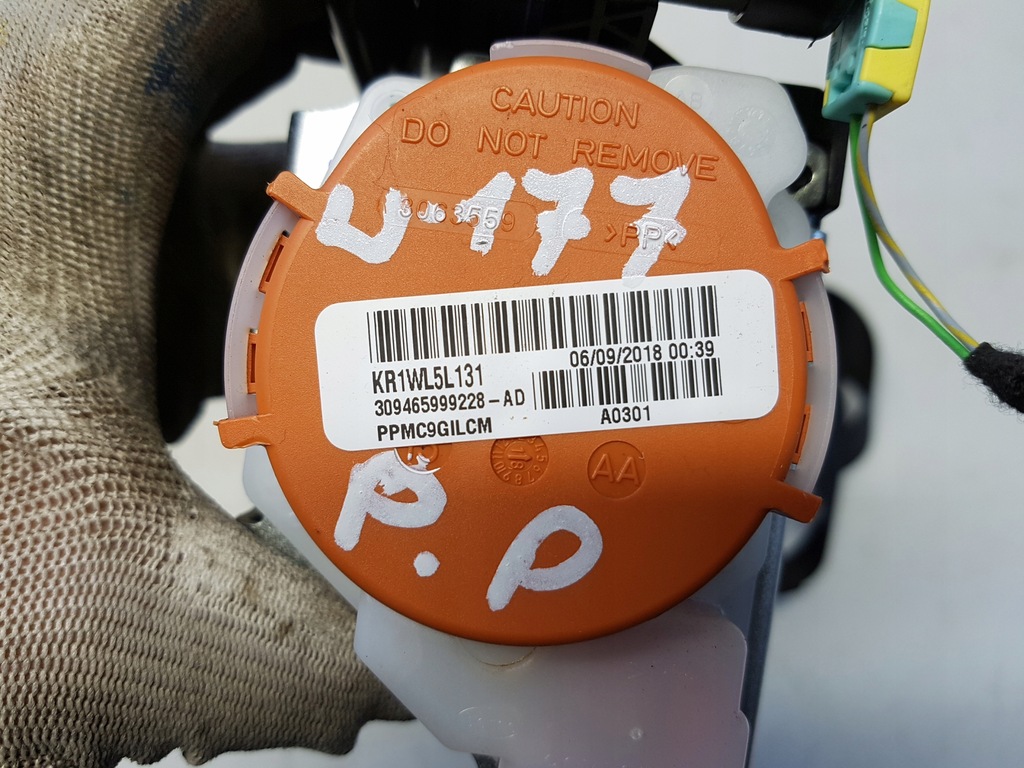 CAUTION
DO NOT REMOVE
U177
>PP<
KR1WL5L131
06/09/2018 00:39
309465999228-AD
PPMC9GILCM
A0301
AA
P.P